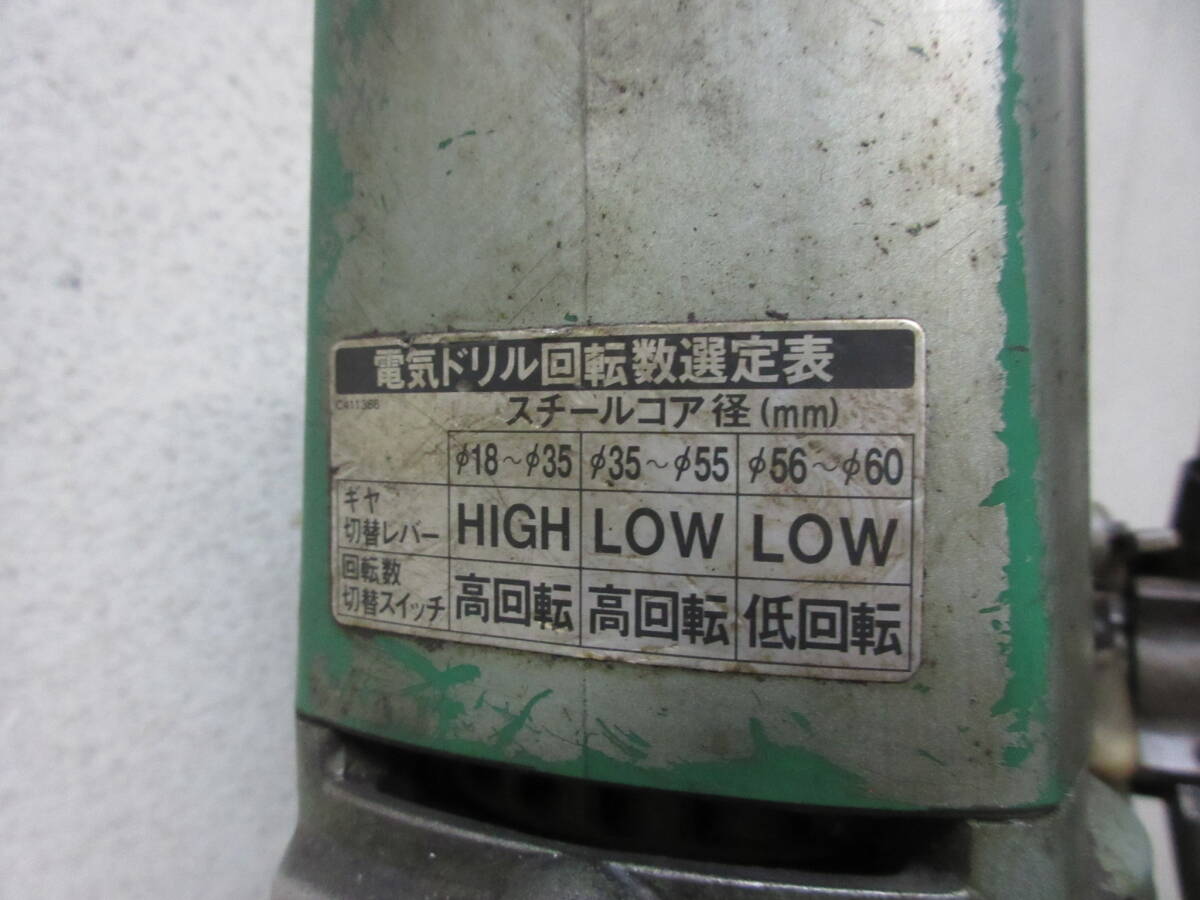 電気ドリル回転数選定表
C411366
スチールコア径(mm)
φ18～φ35 φ35～φ55 φ56～φ60
ギヤ
切替レバー HIGH LOW LOW
回転数
切替スイッチ 高回転 高回転 低回転